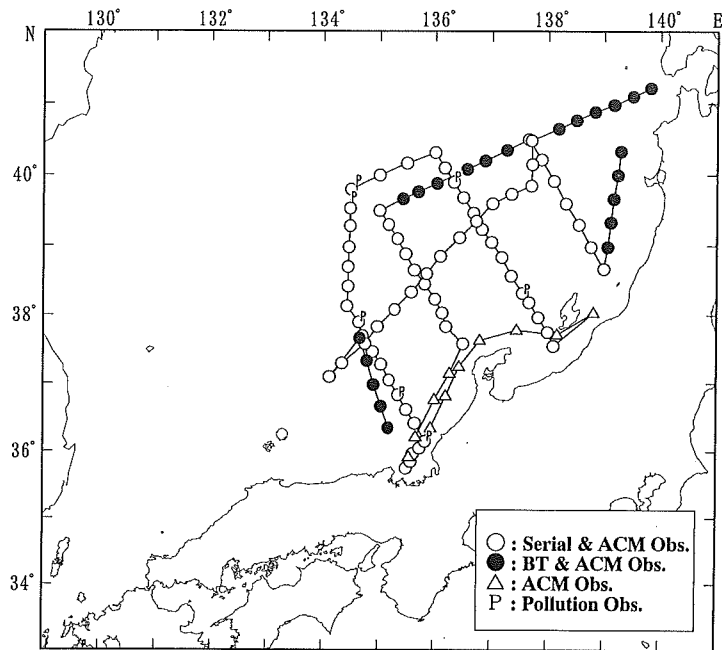 130° 134° 136° 138° 140° E
N
40°
38°
36°
34°
P
P
P
P
P
P
○ : Serial & ACM Obs.
● : BT & ACM Obs.
△ : ACM Obs.
P : Pollution Obs.